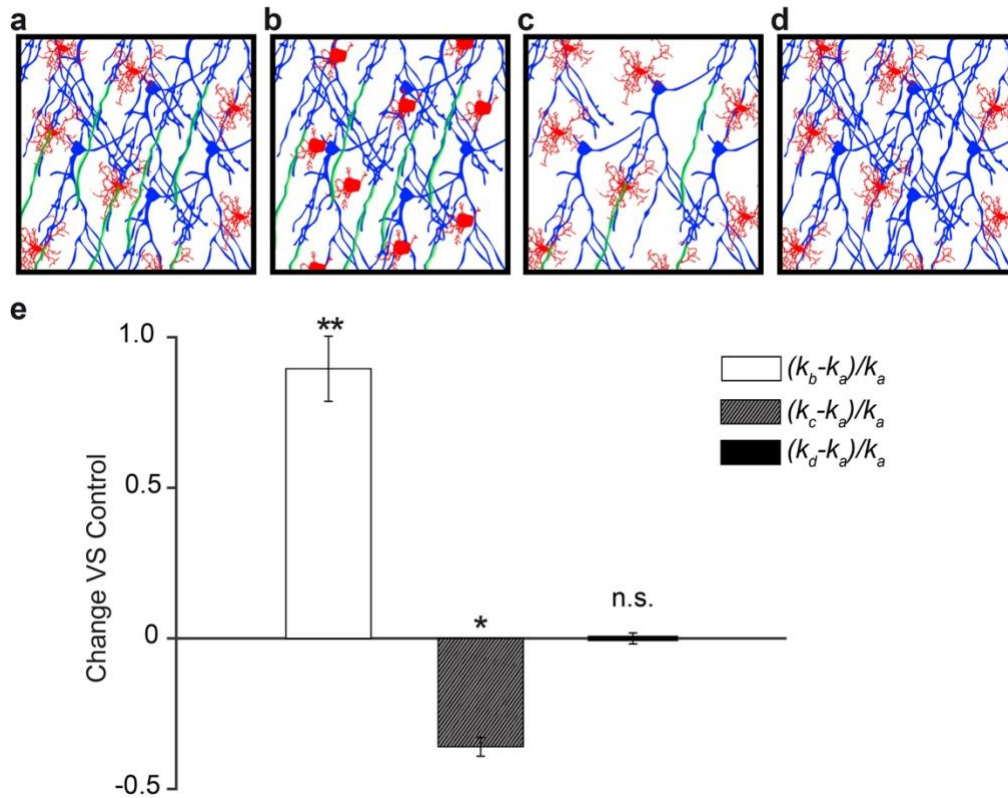 a b c d
e
1.0
0.5
0
-0.5
Change VS Control
**
*
n.s.
(k_b-k_a)/k_a
(k_c-k_a)/k_a
(k_d-k_a)/k_a